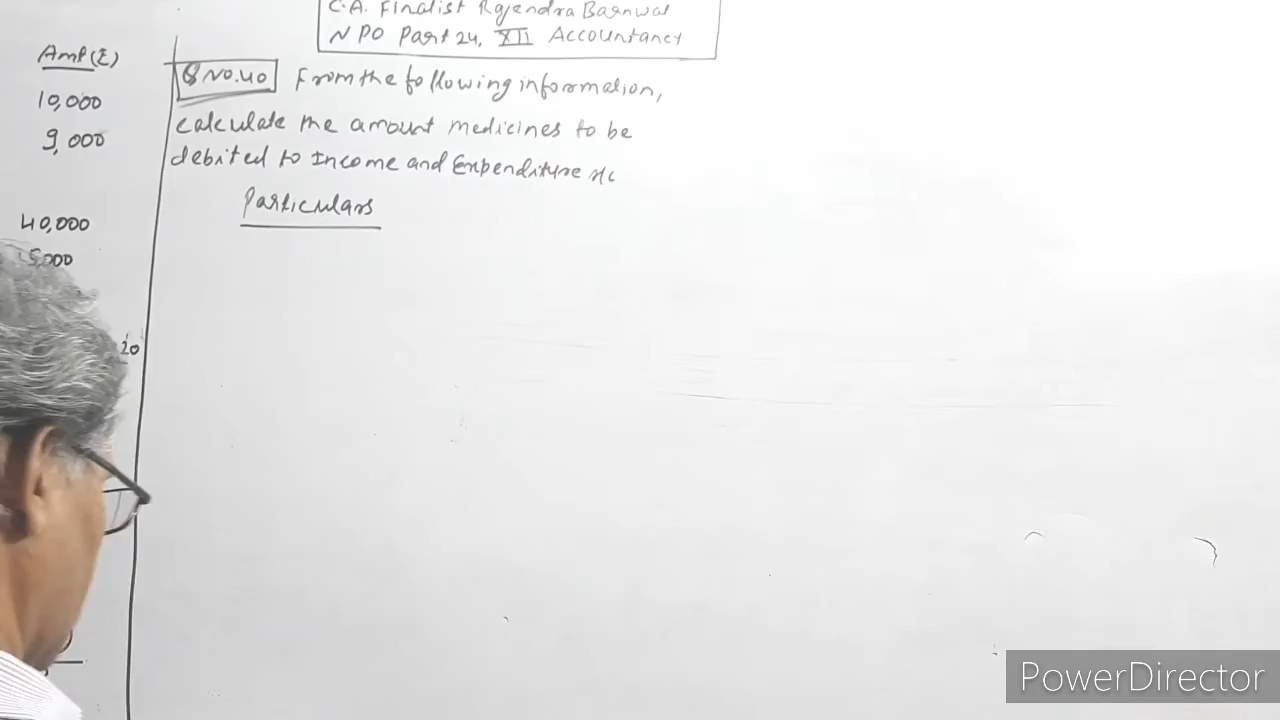 C.A. Finalist Rajendra Barnwal
NPO Part 24, XII Accountancy
Amt (₹)
10,000
9,000
40,000
5,000
20
Q No.40 From the following information,
calculate the amount medicines to be
debited to Income and Expenditure A/c
Particulars
PowerDirector